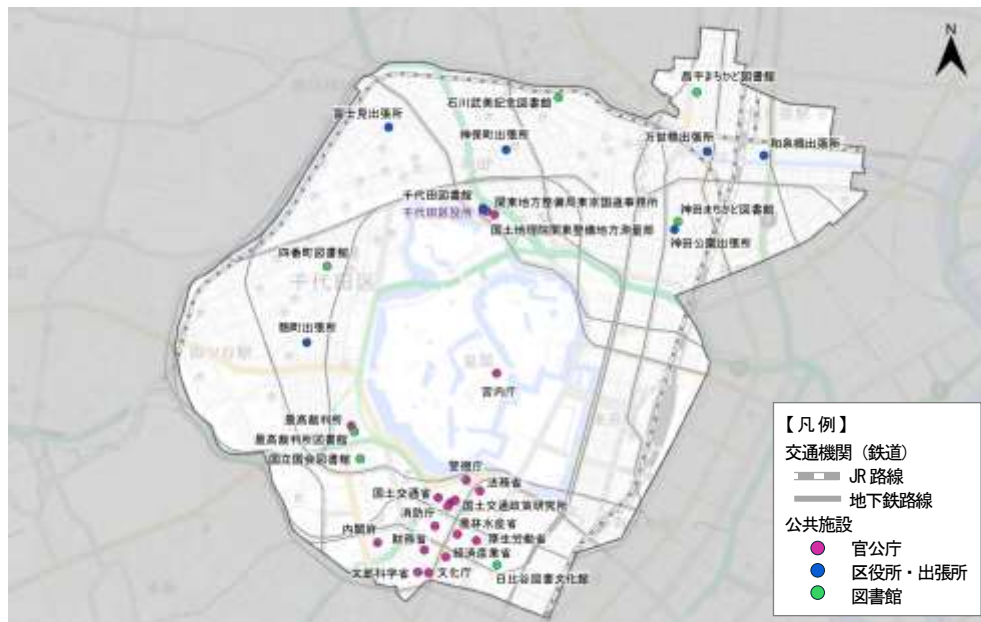 N
昌平まちかど図書館
石川武美記念図書館
富士見出張所
神保町出張所
万世橋出張所
和泉橋出張所
千代田図書館
関東地方整備局東京国道事務所
千代田区役所
神田まちかど図書館
国土地理院関東整備地方測量部
神田公園出張所
四番町図書館
千代田区
麹町出張所
四ツ谷駅
皇居
宮内庁
最高裁判所
最高裁判所図書館
国立国会図書館
警視庁
法務省
国土交通省
国土交通政策研究所
消防庁
農林水産省
内閣府
財務省
厚生労働省
経済産業省
文部科学省
文化庁
日比谷図書文化館
【凡例】
交通機関（鉄道）
JR 路線
地下鉄路線
公共施設
官公庁
区役所・出張所
図書館